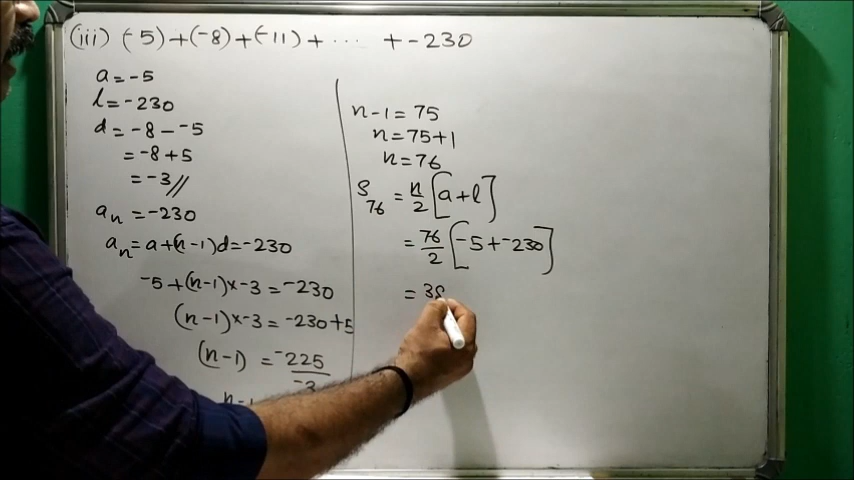 (iii) (-5)+(-8)+(-11)+ ... +-230
a=-5
l=-230
d=-8--5
=-8+5
=-3//
aₙ=-230
aₙ=a+(n-1)d=-230
-5+(n-1)×-3=-230
(n-1)×-3=-230+5
(n-1)=-225/-3
n-1
n-1=75
n=75+1
n=76
S₇₆=n/2[a+l]
=76/2[-5+-230]
=38